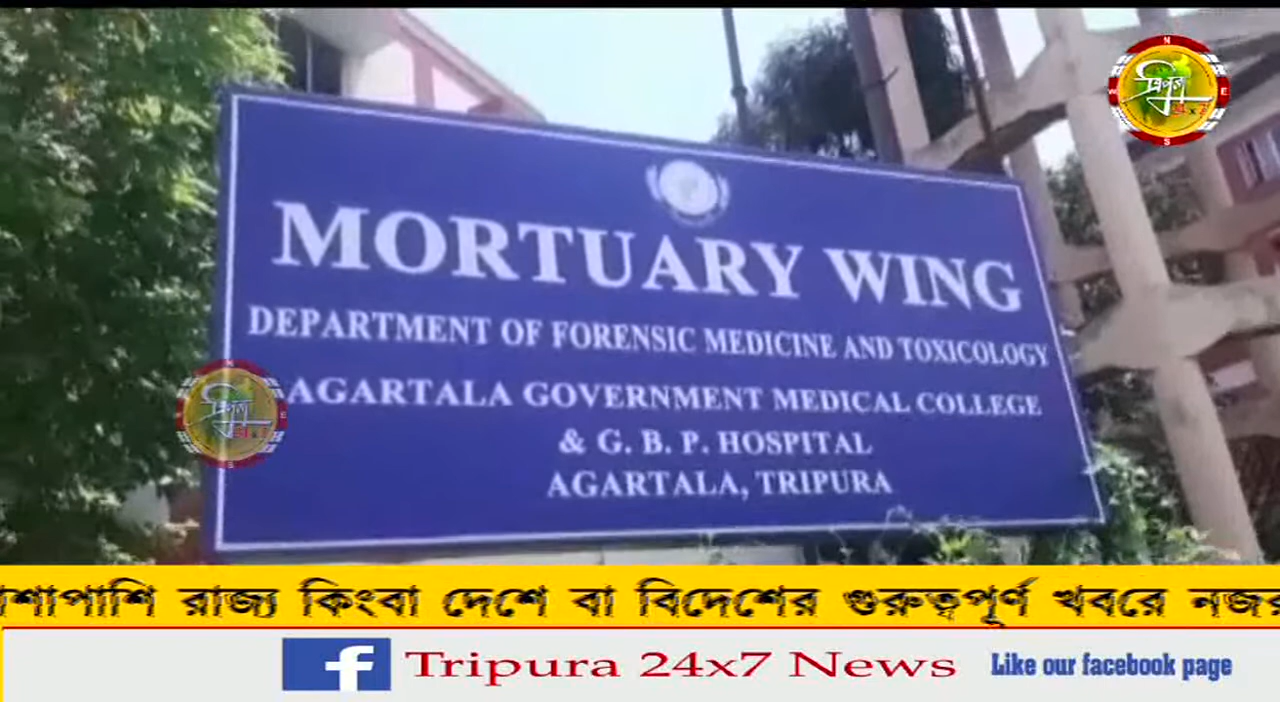 MORTUARY WING
DEPARTMENT OF FORENSIC MEDICINE AND TOXICOLOGY
AGARTALA GOVERNMENT MEDICAL COLLEGE
& G. B. P. HOSPITAL
AGARTALA, TRIPURA
রাজ্য কিংবা দেশে বা বিদেশের গুরুত্বপূর্ণ খবরে
Tripura 24x7 News Like our facebook page